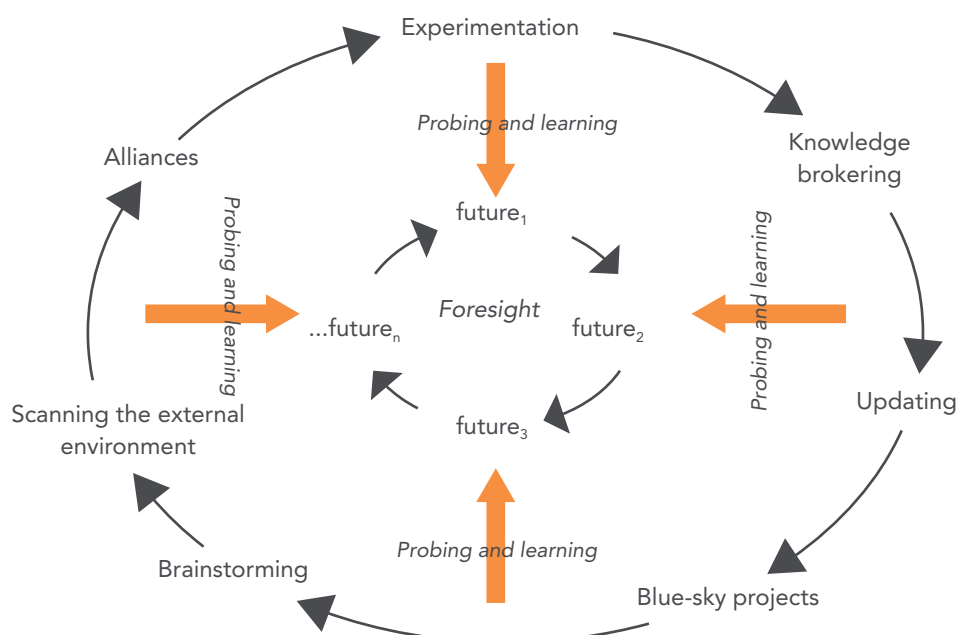 Experimentation
Probing and learning
Knowledge
brokering
Alliances
future₁
Probing and learning
Probing and learning
Foresight
...futureₙ
future₂
Scanning the external
environment
Updating
future₃
Probing and learning
Brainstorming
Blue-sky projects